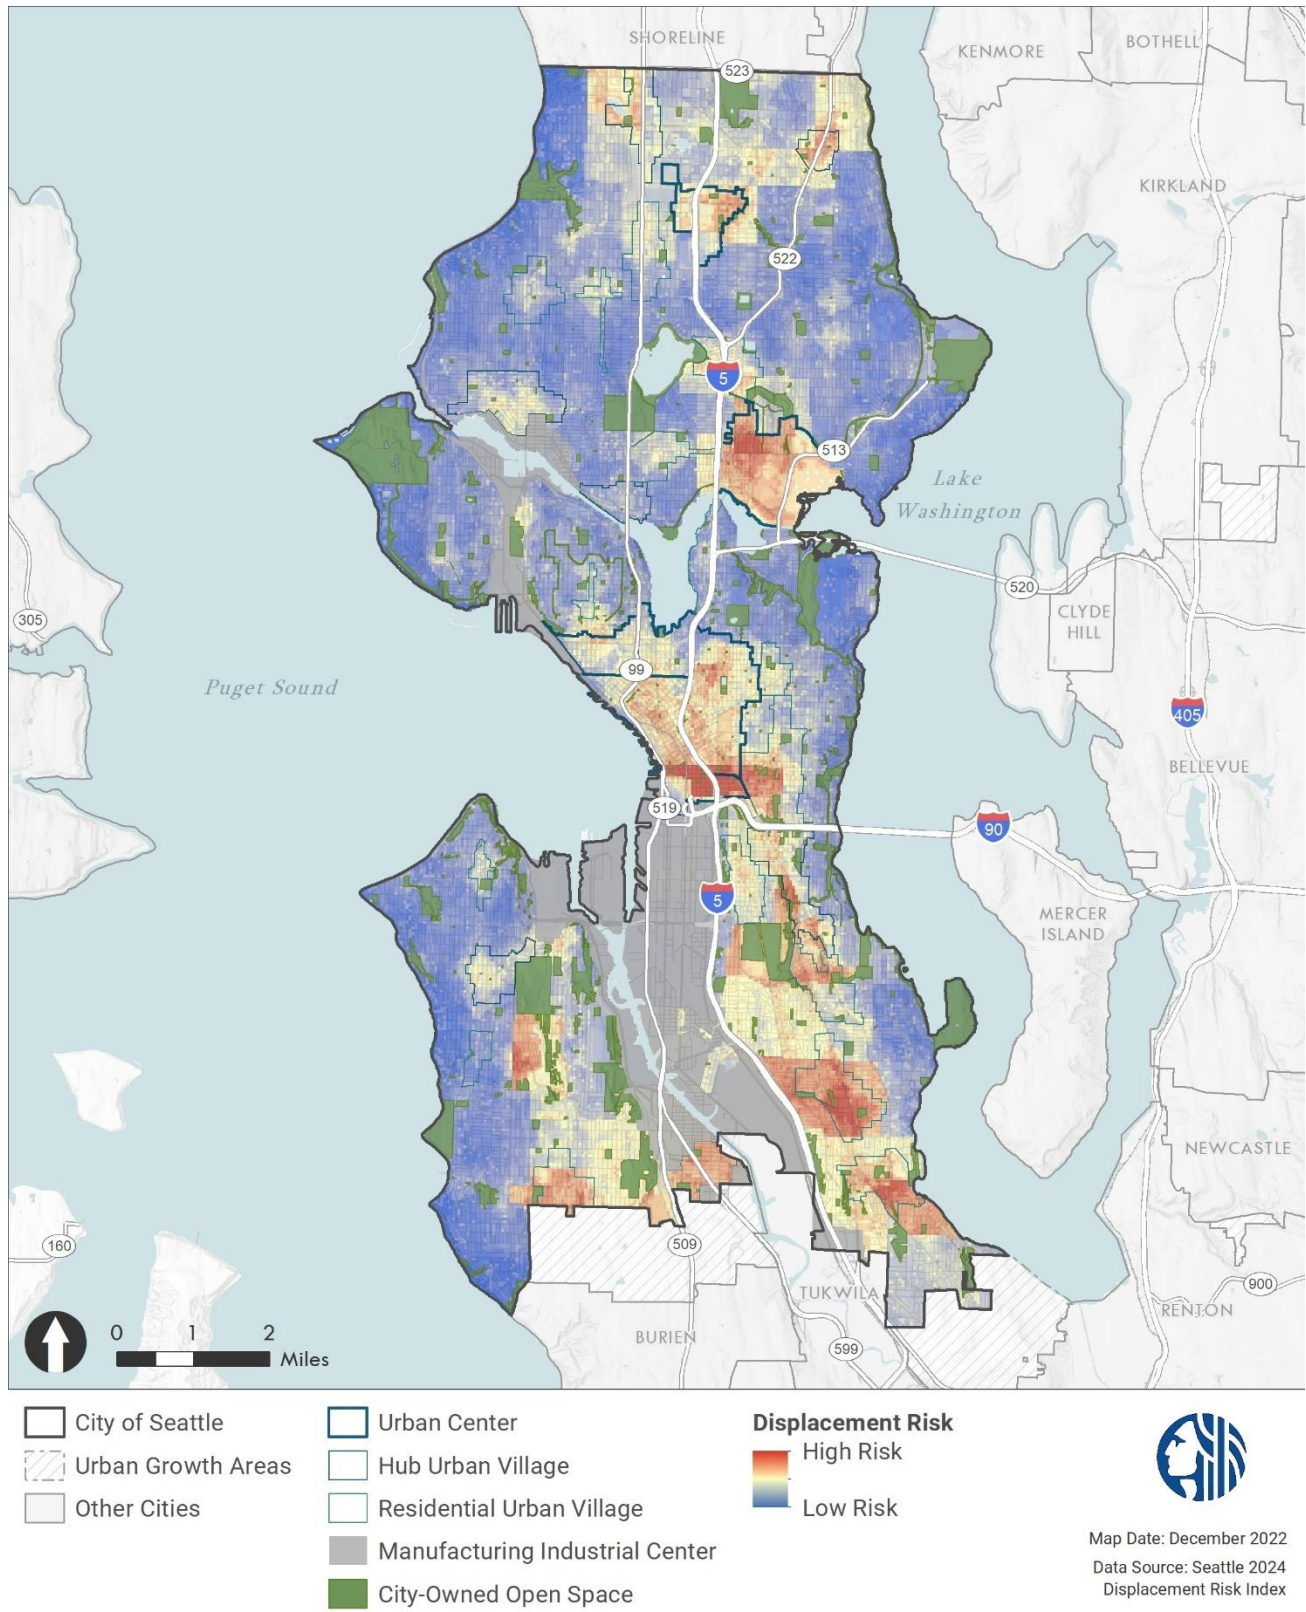 SHORELINE
KENMORE
BOTHELL
523
KIRKLAND
522
5
513
Lake
Washington
520
305
CLYDE
HILL
99
Puget Sound
405
BELLEVUE
519
90
5
MERCER
ISLAND
NEWCASTLE
160
509
900
TUKWILA
RENTON
BURIEN
599
0 1 2
Miles
City of Seattle
Urban Growth Areas
Other Cities
Urban Center
Hub Urban Village
Residential Urban Village
Manufacturing Industrial Center
City-Owned Open Space
Displacement Risk
High Risk
Low Risk
Map Date: December 2022
Data Source: Seattle 2024
Displacement Risk Index